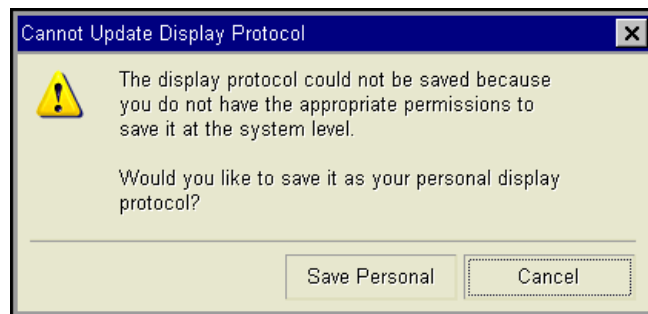 Cannot Update Display Protocol
The display protocol could not be saved because
you do not have the appropriate permissions to
save it at the system level.
Would you like to save it as your personal display
protocol?
Save Personal
Cancel